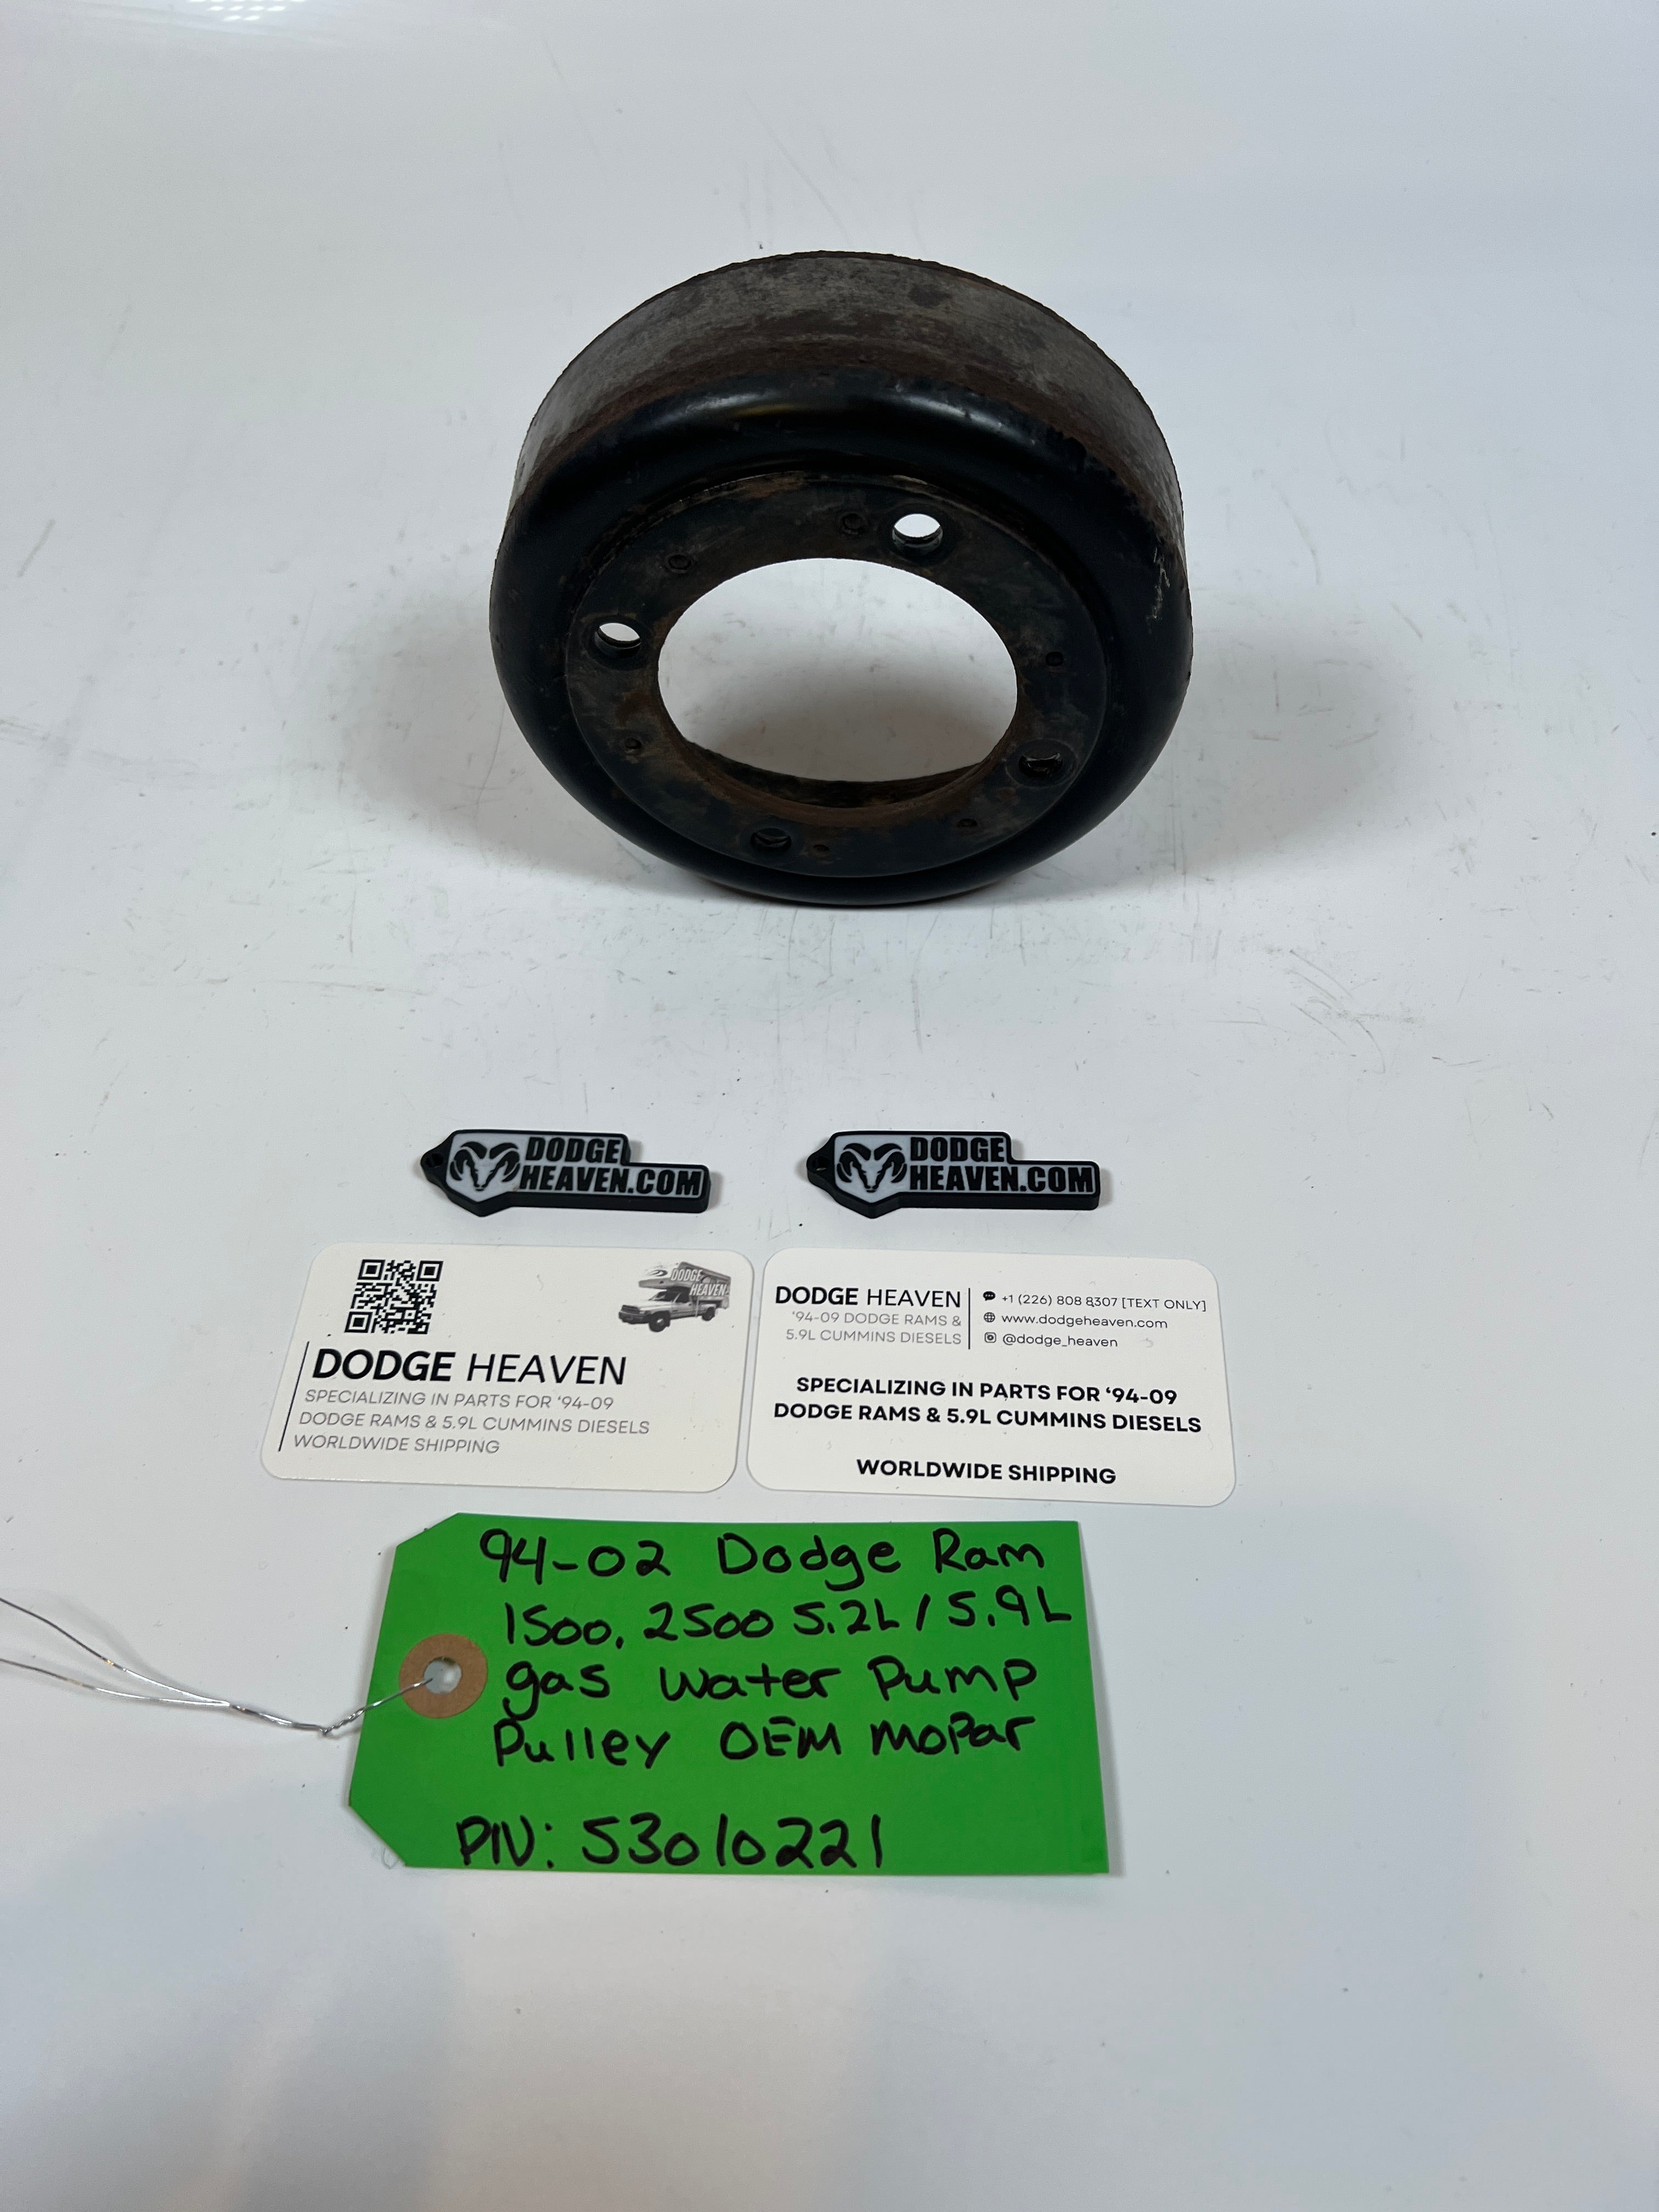 DODGE
HEAVEN.COM
DODGE
HEAVEN.COM
DODGE
HEAVEN
DODGE HEAVEN
SPECIALIZING IN PARTS FOR ‘94-09
DODGE RAMS & 5.9L CUMMINS DIESELS
WORLDWIDE SHIPPING
DODGE HEAVEN
‘94-09 DODGE RAMS &
5.9L CUMMINS DIESELS
+1 (226) 808 8307 [TEXT ONLY]
www.dodgeheaven.com
@dodge_heaven
SPECIALIZING IN PARTS FOR ‘94-09
DODGE RAMS & 5.9L CUMMINS DIESELS
WORLDWIDE SHIPPING
94-02 Dodge Ram
1500, 2500 5.2L / 5.9L
gas water Pump
Pulley OEM MoPar
P/N: 53010221